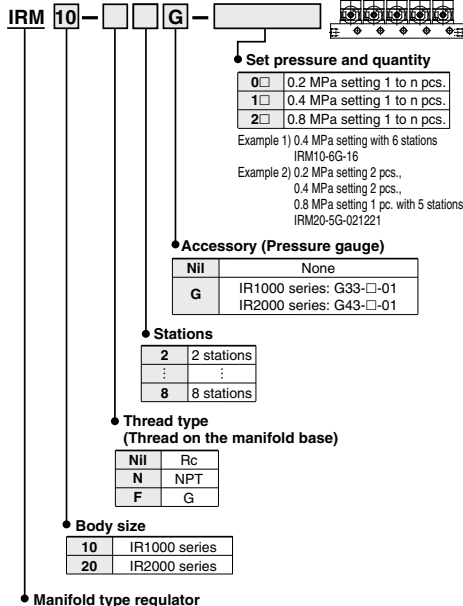 IRM 10 – □ □ G – □
Set pressure and quantity
0□ 0.2 MPa setting 1 to n pcs.
1□ 0.4 MPa setting 1 to n pcs.
2□ 0.8 MPa setting 1 to n pcs.
Example 1) 0.4 MPa setting with 6 stations
IRM10-6G-16
Example 2) 0.2 MPa setting 2 pcs.,
0.4 MPa setting 2 pcs.,
0.8 MPa setting 1 pc. with 5 stations
IRM20-5G-021221
Accessory (Pressure gauge)
Nil None
G IR1000 series: G33-□-01
IR2000 series: G43-□-01
Stations
2 2 stations
⋮ ⋮
8 8 stations
Thread type
(Thread on the manifold base)
Nil Rc
N NPT
F G
Body size
10 IR1000 series
20 IR2000 series
Manifold type regulator